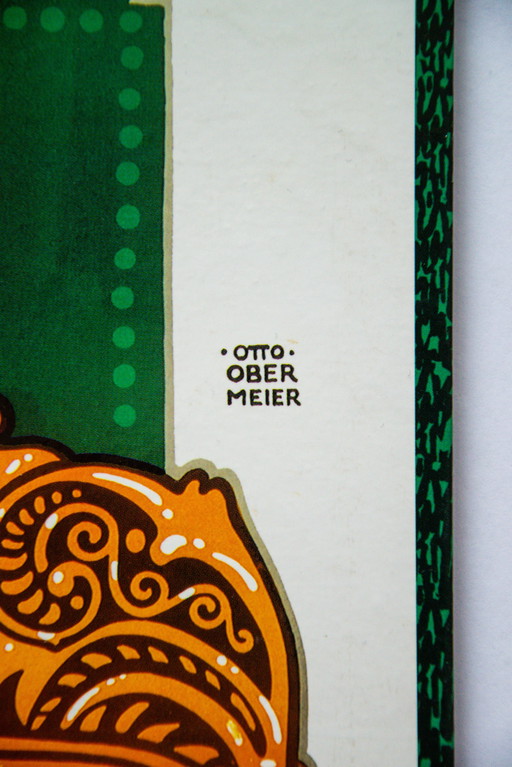 · OTTO ·
OBER
MEIER